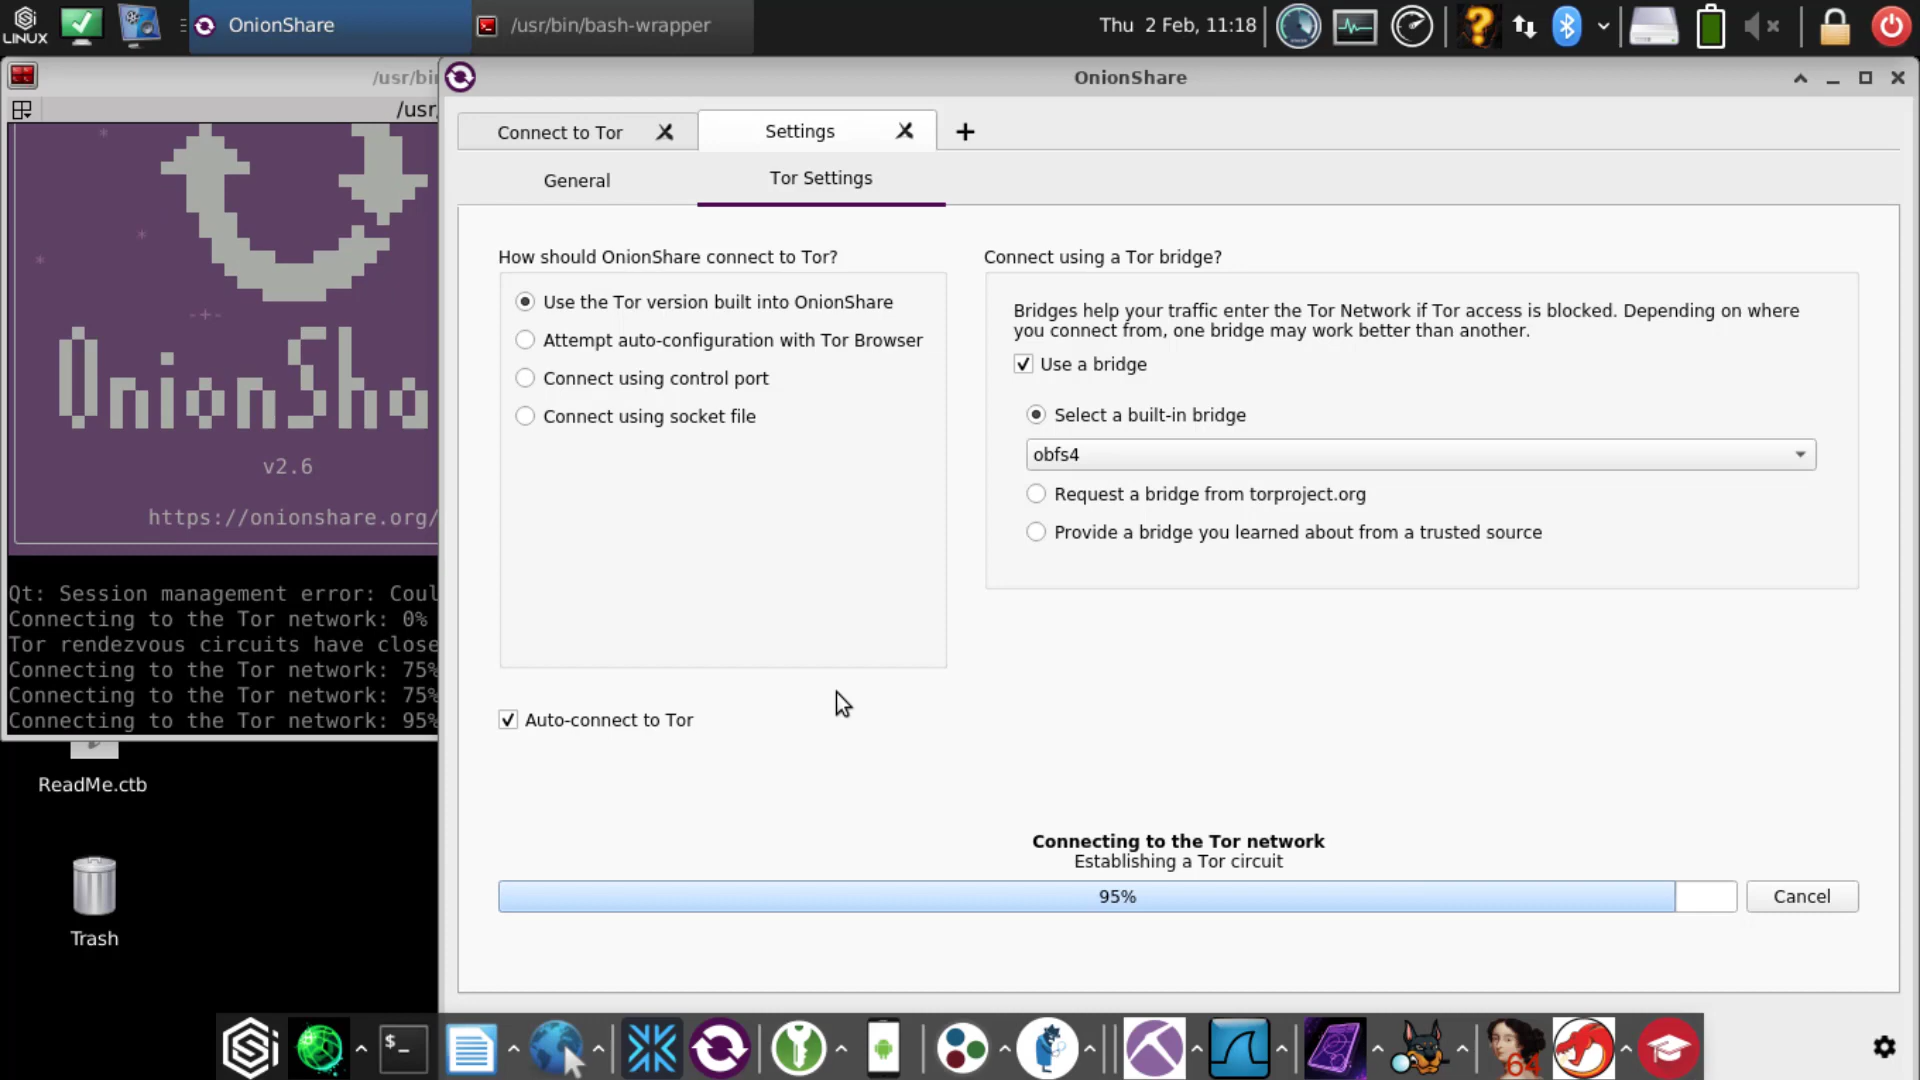 LINUX
OnionShare
/usr/bin/bash-wrapper
Thu 2 Feb, 11:18
/usr/bin
OnionShare
/usr,
Connect to Tor
Settings
General
Tor Settings
How should OnionShare connect to Tor?
Use the Tor version built into OnionShare
Attempt auto-configuration with Tor Browser
Connect using control port
Connect using socket file
Connect using a Tor bridge?
Bridges help your traffic enter the Tor Network if Tor access is blocked. Depending on where
you connect from, one bridge may work better than another.
Use a bridge
Select a built-in bridge
obfs4
Request a bridge from torproject.org
Provide a bridge you learned about from a trusted source
Auto-connect to Tor
Connecting to the Tor network
Establishing a Tor circuit
95%
Cancel
OnionSha
v2.6
https://onionshare.org/
Qt: Session management error: Coul
Connecting to the Tor network: 0%
Tor rendezvous circuits have close
Connecting to the Tor network: 75%
Connecting to the Tor network: 75%
Connecting to the Tor network: 95%
ReadMe.ctb
Trash
$_
64